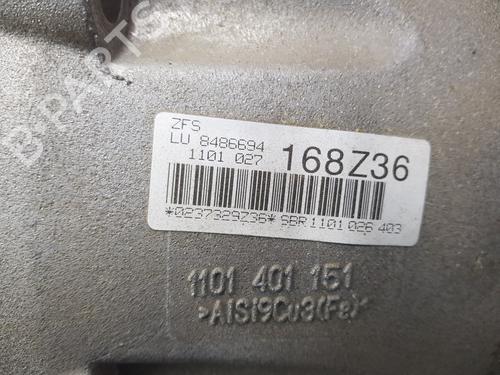 B-PARTS
ZFS
LU 8486694
1101 027
168Z36
*0237329Z36* SBR 1101 026 403
1101 401 151
>AlSi9Cu3(Fe)<